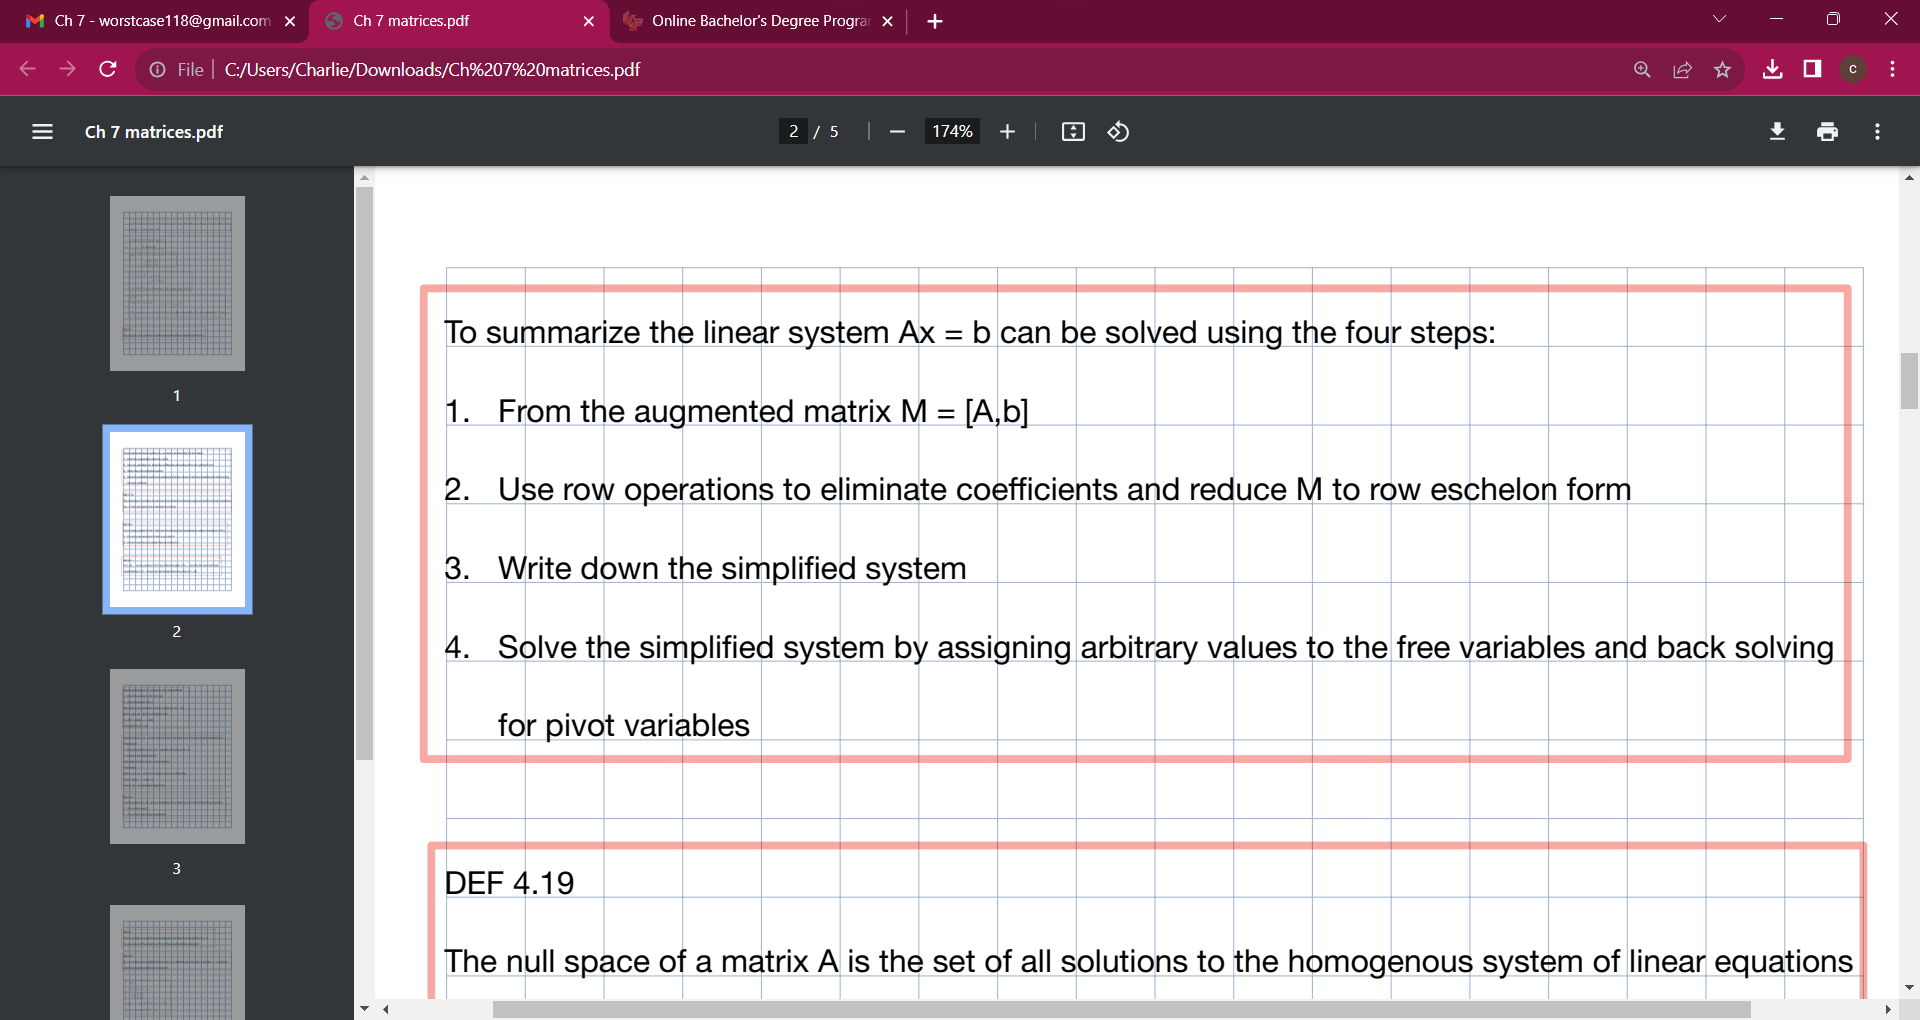 Ch 7 - worstcase118@gmail.com
Ch 7 matrices.pdf
Online Bachelor's Degree Progra
File
C:/Users/Charlie/Downloads/Ch%207%20matrices.pdf
c
Ch 7 matrices.pdf
2 / 5
174%
1
2
3
To summarize the linear system Ax = b can be solved using the four steps:
1. From the augmented matrix M = [A,b]
2. Use row operations to eliminate coefficients and reduce M to row eschelon form
3. Write down the simplified system
4. Solve the simplified system by assigning arbitrary values to the free variables and back solving
for pivot variables
DEF 4.19
The null space of a matrix A is the set of all solutions to the homogenous system of linear equations